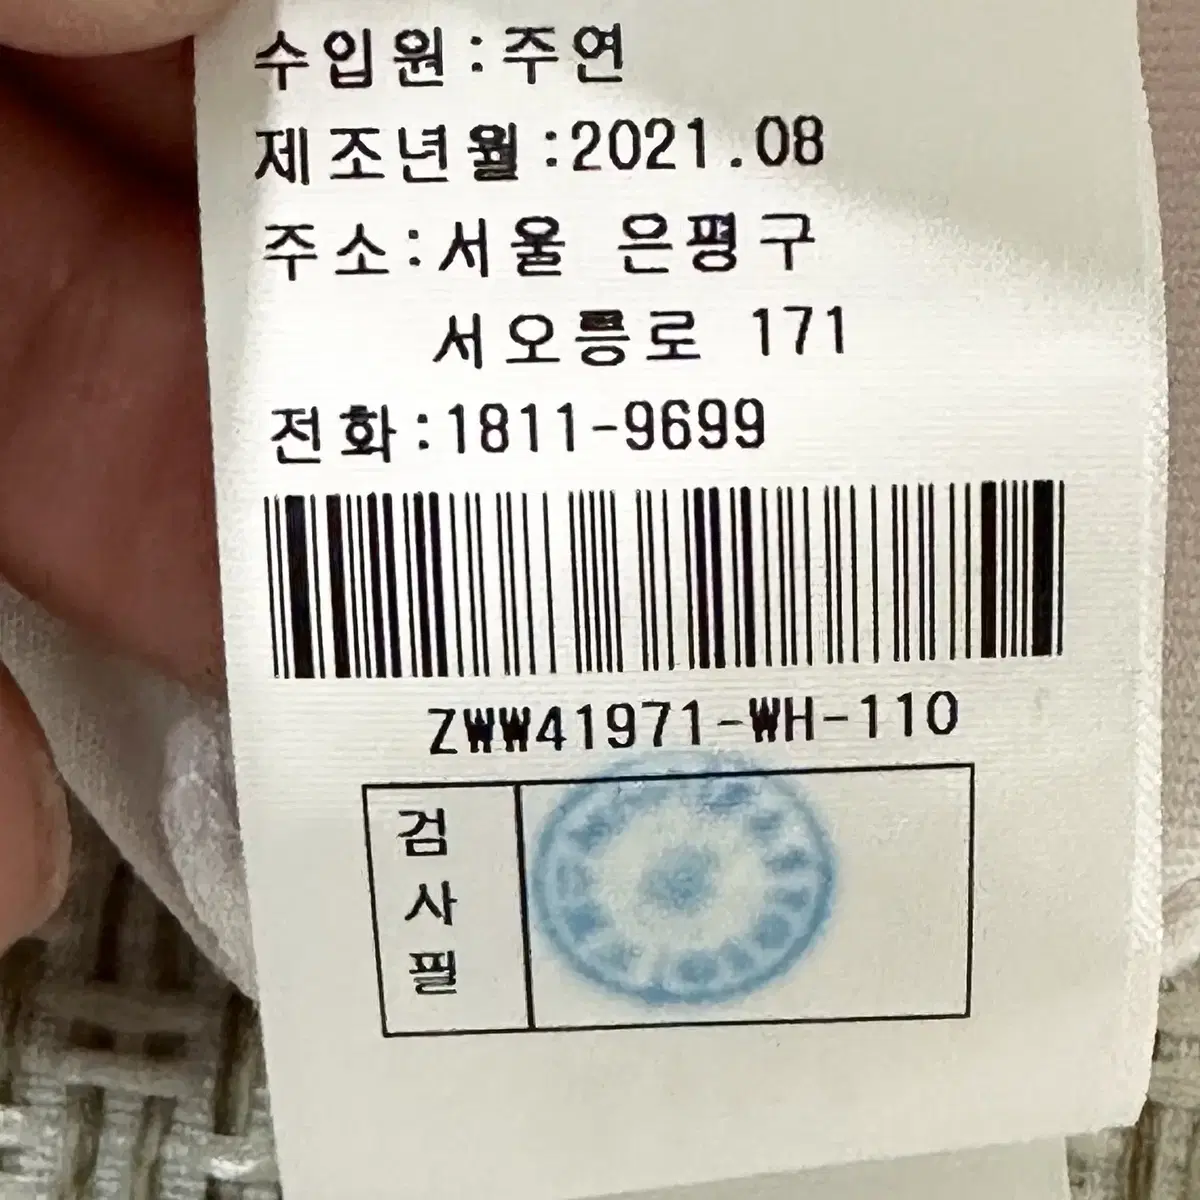 수입원:주연
제조년월:2021.08
주소:서울 은평구
서오릉로 171
전화:1811-9699
ZWW41971-WH-110
검
사
필